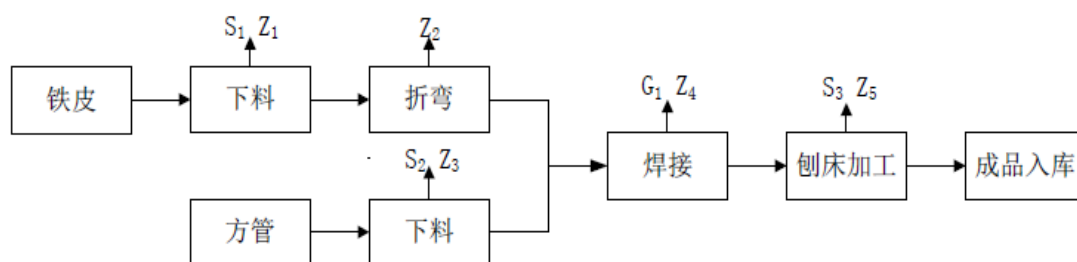 S₁ Z₁
Z₂
铁皮
下料
折弯
G₁ Z₄
S₃ Z₅
S₂ Z₃
焊接
刨床加工
成品入库
方管
下料